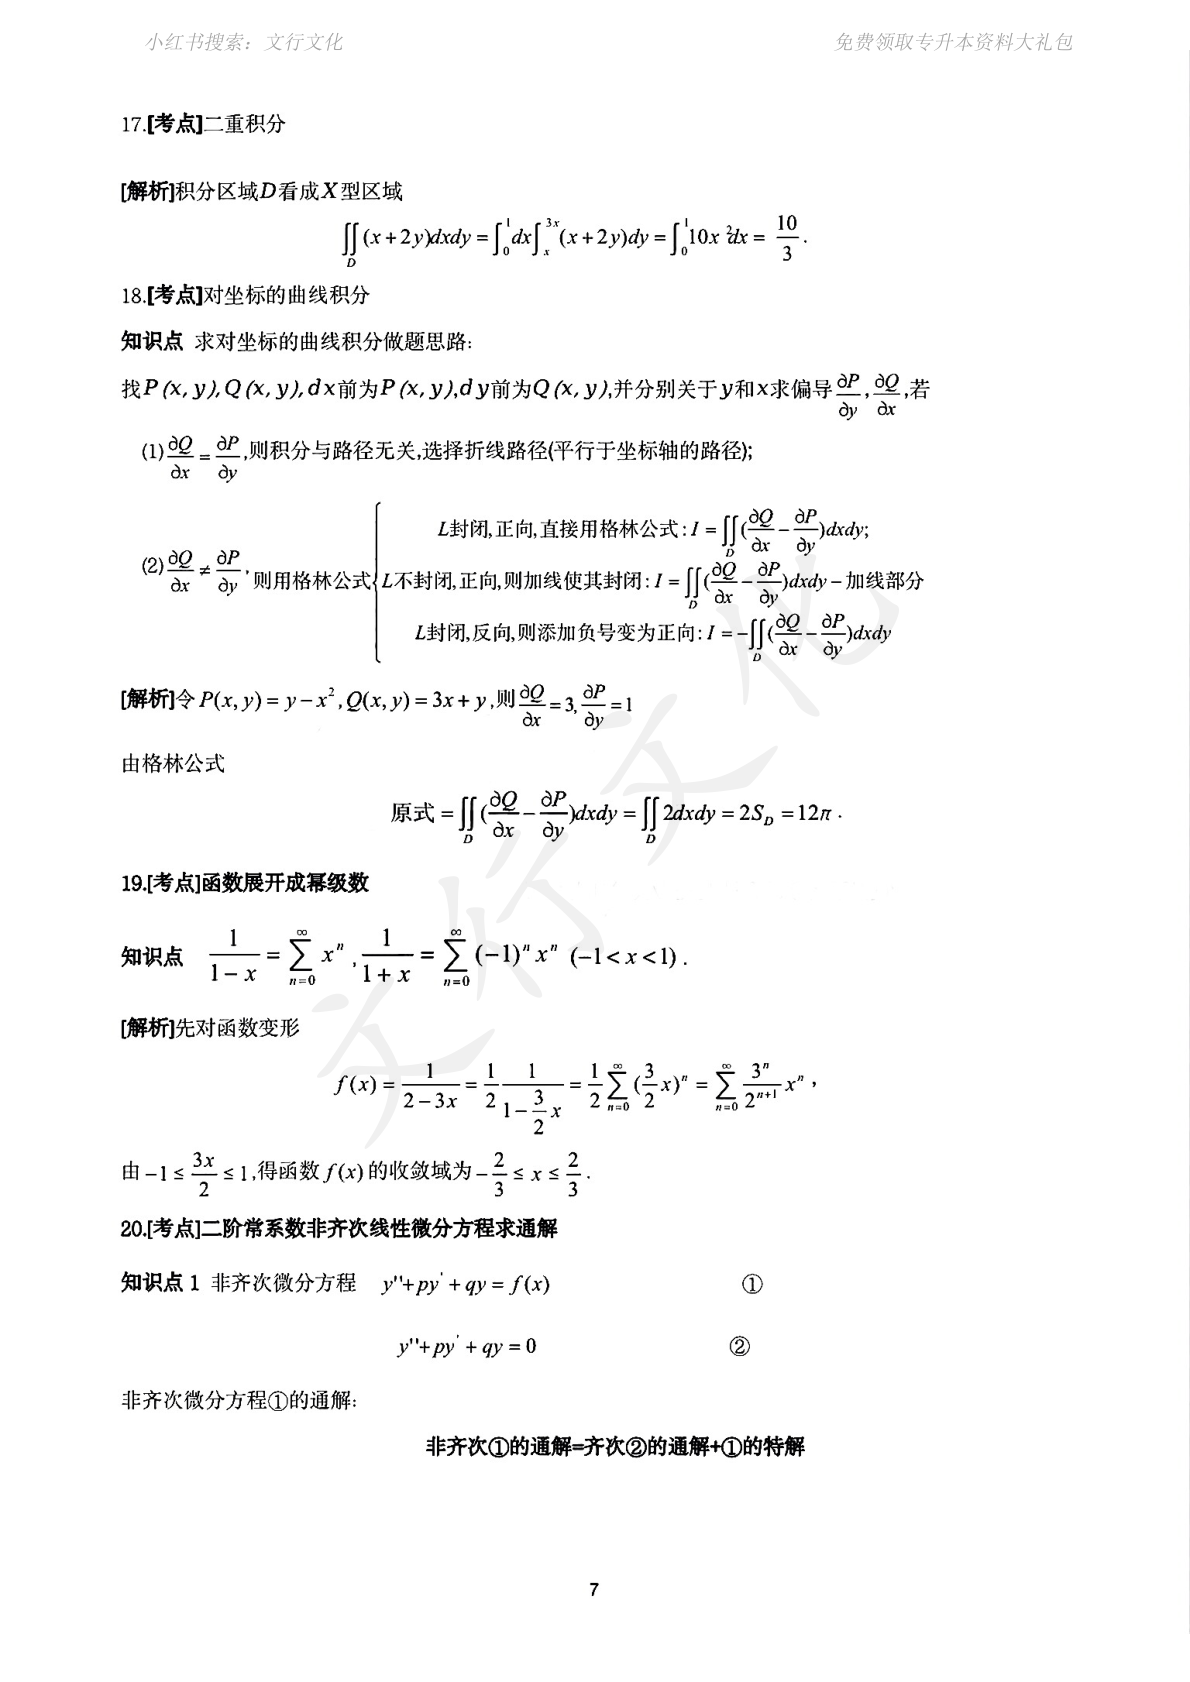 小红书搜索：文行文化 免费领取专升本资料大礼包
17.[考点]二重积分
[解析]积分区域D看成X型区域
∬_D (x+2y)dxdy = ∫_0^1 dx ∫_x^{3x} (x+2y)dy = ∫_0^1 10x^2 dx = 10/3.
18.[考点]对坐标的曲线积分
知识点 求对坐标的曲线积分做题思路:
找P(x,y),Q(x,y),dx前为P(x,y),dy前为Q(x,y),并分别关于y和x求偏导∂P/∂y,∂Q/∂x,若
(1)∂Q/∂x=∂P/∂y,则积分与路径无关,选择折线路径(平行于坐标轴的路径);
L封闭,正向,直接用格林公式:I=∬_D(∂Q/∂x-∂P/∂y)dxdy;
(2)∂Q/∂x≠∂P/∂y,则用格林公式{L不封闭,正向,则加线使其封闭:I=∬_D(∂Q/∂x-∂P/∂y)dxdy-加线部分
L封闭,反向,则添加负号变为正向:I=-∬_D(∂Q/∂x-∂P/∂y)dxdy
[解析]令P(x,y)=y-x^2,Q(x,y)=3x+y,则∂Q/∂x=3,∂P/∂y=1
由格林公式
原式=∬_D(∂Q/∂x-∂P/∂y)dxdy=∬_D 2dxdy=2S_D=12π.
19.[考点]函数展开成幂级数
知识点 1/(1-x)=∑_{n=0}^∞ x^n,1/(1+x)=∑_{n=0}^∞(-1)^n x^n (-1<x<1).
[解析]先对函数变形
f(x)=1/(2-3x)=1/2 1/(1-3/2 x)=1/2∑_{n=0}^∞(3/2 x)^n=∑_{n=0}^∞ 3^n/2^{n+1} x^n,
由-1≤3x/2≤1,得函数f(x)的收敛域为-2/3≤x≤2/3.
20.[考点]二阶常系数非齐次线性微分方程求通解
知识点1 非齐次微分方程 y''+py'+qy=f(x) ①
y''+py'+qy=0 ②
非齐次微分方程①的通解:
非齐次①的通解=齐次②的通解+①的特解
7
文行文化